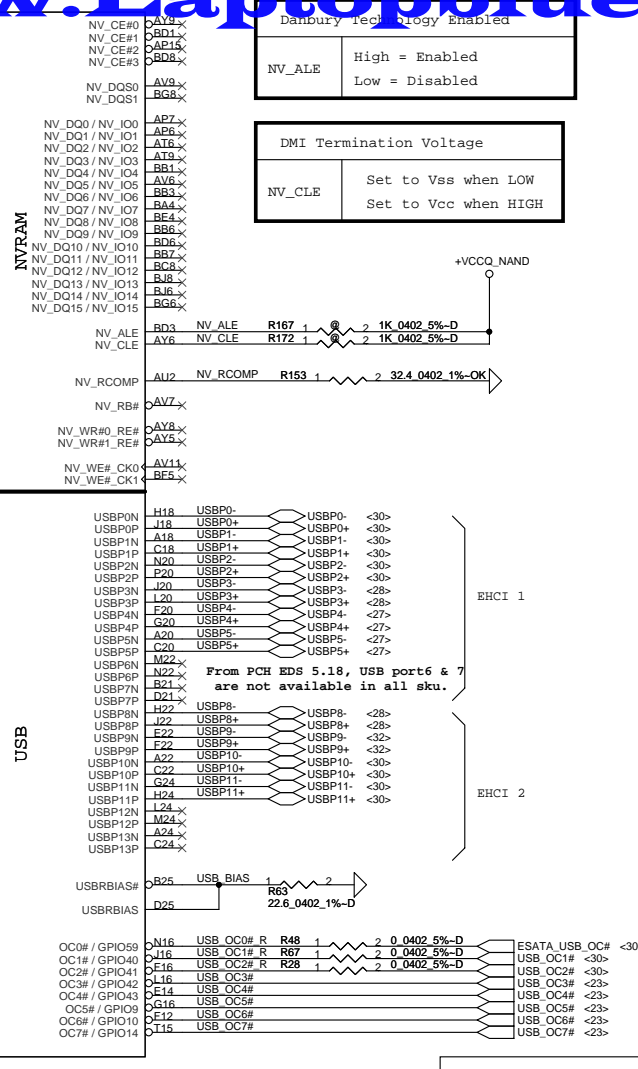 w.Laptopblue
Danbury Technology Enabled
NV_ALE
High = Enabled
Low = Disabled
DMI Termination Voltage
NV_CLE
Set to Vss when LOW
Set to Vcc when HIGH
NVRAM
NV_CE#0 AY9
NV_CE#1 BD1
NV_CE#2 AP15
NV_CE#3 BD8
NV_DQS0 AV9
NV_DQS1 BG8
NV_DQ0 / NV_IO0 AP7
NV_DQ1 / NV_IO1 AP6
NV_DQ2 / NV_IO2 AT6
NV_DQ3 / NV_IO3 AT9
NV_DQ4 / NV_IO4 BB1
NV_DQ5 / NV_IO5 AV6
NV_DQ6 / NV_IO6 BB3
NV_DQ7 / NV_IO7 BA4
NV_DQ8 / NV_IO8 BE4
NV_DQ9 / NV_IO9 BB6
NV_DQ10 / NV_IO10 BD6
NV_DQ11 / NV_IO11 BB7
NV_DQ12 / NV_IO12 BC8
NV_DQ13 / NV_IO13 BJ8
NV_DQ14 / NV_IO14 BJ6
NV_DQ15 / NV_IO15 BG6
+VCCQ_NAND
NV_ALE BD3 NV_ALE R167 1 @ 2 1K_0402_5%~D
NV_CLE AY6 NV_CLE R172 1 @ 2 1K_0402_5%~D
NV_RCOMP AU2 NV_RCOMP R153 1 2 32.4_0402_1%~OK
NV_RB# AV7
NV_WR#0_RE# AY8
NV_WR#1_RE# AY5
NV_WE#_CK0 AV11
NV_WE#_CK1 BF5
USB
USBP0N H18 USBP0- USBP0- <30>
USBP0P J18 USBP0+ USBP0+ <30>
USBP1N A18 USBP1- USBP1- <30>
USBP1P C18 USBP1+ USBP1+ <30>
USBP2N N20 USBP2- USBP2- <30>
USBP2P P20 USBP2+ USBP2+ <30>
USBP3N J20 USBP3- USBP3- <28>
USBP3P L20 USBP3+ USBP3+ <28>
USBP4N F20 USBP4- USBP4- <27>
USBP4P G20 USBP4+ USBP4+ <27>
USBP5N A20 USBP5- USBP5- <27>
USBP5P C20 USBP5+ USBP5+ <27>
USBP6N M22
USBP6P N22
USBP7N B21
USBP7P D21
EHCI 1
From PCH EDS 5.18, USB port6 & 7
are not available in all sku.
USBP8N H22 USBP8- USBP8- <28>
USBP8P J22 USBP8+ USBP8+ <28>
USBP9N E22 USBP9- USBP9- <32>
USBP9P F22 USBP9+ USBP9+ <32>
USBP10N A22 USBP10- USBP10- <30>
USBP10P C22 USBP10+ USBP10+ <30>
USBP11N G24 USBP11- USBP11- <30>
USBP11P H24 USBP11+ USBP11+ <30>
USBP12N L24
USBP12P M24
USBP13N A24
USBP13P C24
EHCI 2
USBRBIAS# B25 USB_BIAS 1 2
R63
22.6_0402_1%~D
USBRBIAS D25
OC0# / GPIO59 N16 USB_OC0#_R R48 1 2 0_0402_5%~D ESATA_USB_OC# <30
OC1# / GPIO40 J16 USB_OC1#_R R67 1 2 0_0402_5%~D USB_OC1# <30>
OC2# / GPIO41 F16 USB_OC2#_R R28 1 2 0_0402_5%~D USB_OC2# <30>
OC3# / GPIO42 L16 USB_OC3# USB_OC3# <23>
OC4# / GPIO43 E14 USB_OC4# USB_OC4# <23>
OC5# / GPIO9 G16 USB_OC5# USB_OC5# <23>
OC6# / GPIO10 F12 USB_OC6# USB_OC6# <23>
OC7# / GPIO14 T15 USB_OC7# USB_OC7# <23>